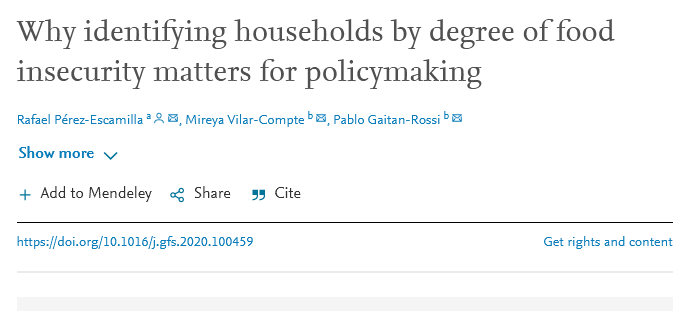 Why identifying households by degree of food
insecurity matters for policymaking
Rafael Pérez-Escamilla a, Mireya Vilar-Compte b, Pablo Gaitan-Rossi b
Show more
Add to Mendeley Share Cite
https://doi.org/10.1016/j.gfs.2020.100459 Get rights and content